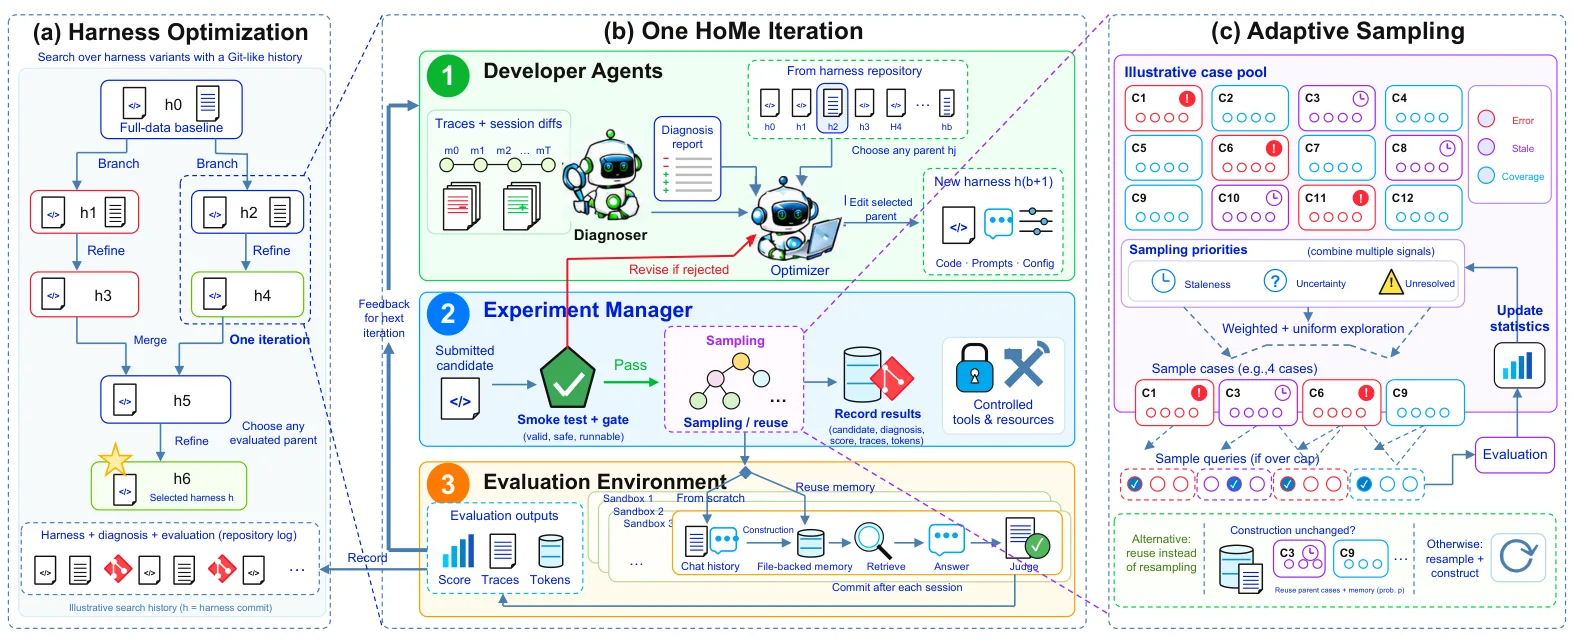 (a) Harness Optimization
Search over harness variants with a Git-like history
h0
Full-data baseline
Branch
Branch
h1
h2
Refine
Refine
h3
h4
Merge
One iteration
h5
Choose any
evaluated parent
Refine
h6
Selected harness h
Harness + diagnosis + evaluation (repository log)
...
Illustrative search history (h = harness commit)
(b) One HoMe Iteration
1
Developer Agents
Traces + session diffs
m0 m1 m2 ... mT
Diagnoser
Diagnosis
report
From harness repository
...
h0 h1 h2 h3 H4 hb
Choose any parent hj
Optimizer
Edit selected
parent
New harness h(b+1)
Code · Prompts · Config
Revise if rejected
Feedback
for next
iteration
2
Experiment Manager
Submitted
candidate
Smoke test + gate
(valid, safe, runnable)
Pass
Sampling
...
Sampling / reuse
Record results
(candidate, diagnosis,
score, traces, tokens)
Controlled
tools & resources
3
Evaluation Environment
Evaluation outputs
Score Traces Tokens
Record
Sandbox 1
Sandbox 2
Sandbox 3
...
From scratch
Reuse memory
Construction
Chat history
File-backed memory
Retrieve
Answer
Judge
Commit after each session
(c) Adaptive Sampling
Illustrative case pool
C1 ! C2 C3 C4
C5 C6 ! C7 C8
C9 C10 C11 ! C12
Error
Stale
Coverage
Sampling priorities (combine multiple signals)
Staleness
? Uncertainty
! Unresolved
Weighted + uniform exploration
Update
statistics
Sample cases (e.g.,4 cases)
C1 ! C3 C6 ! C9
Sample queries (if over cap)
Evaluation
Alternative:
reuse instead
of resampling
Construction unchanged?
C3 C9 ...
Reuse parent cases + memory (prob. p)
Otherwise:
resample +
construct